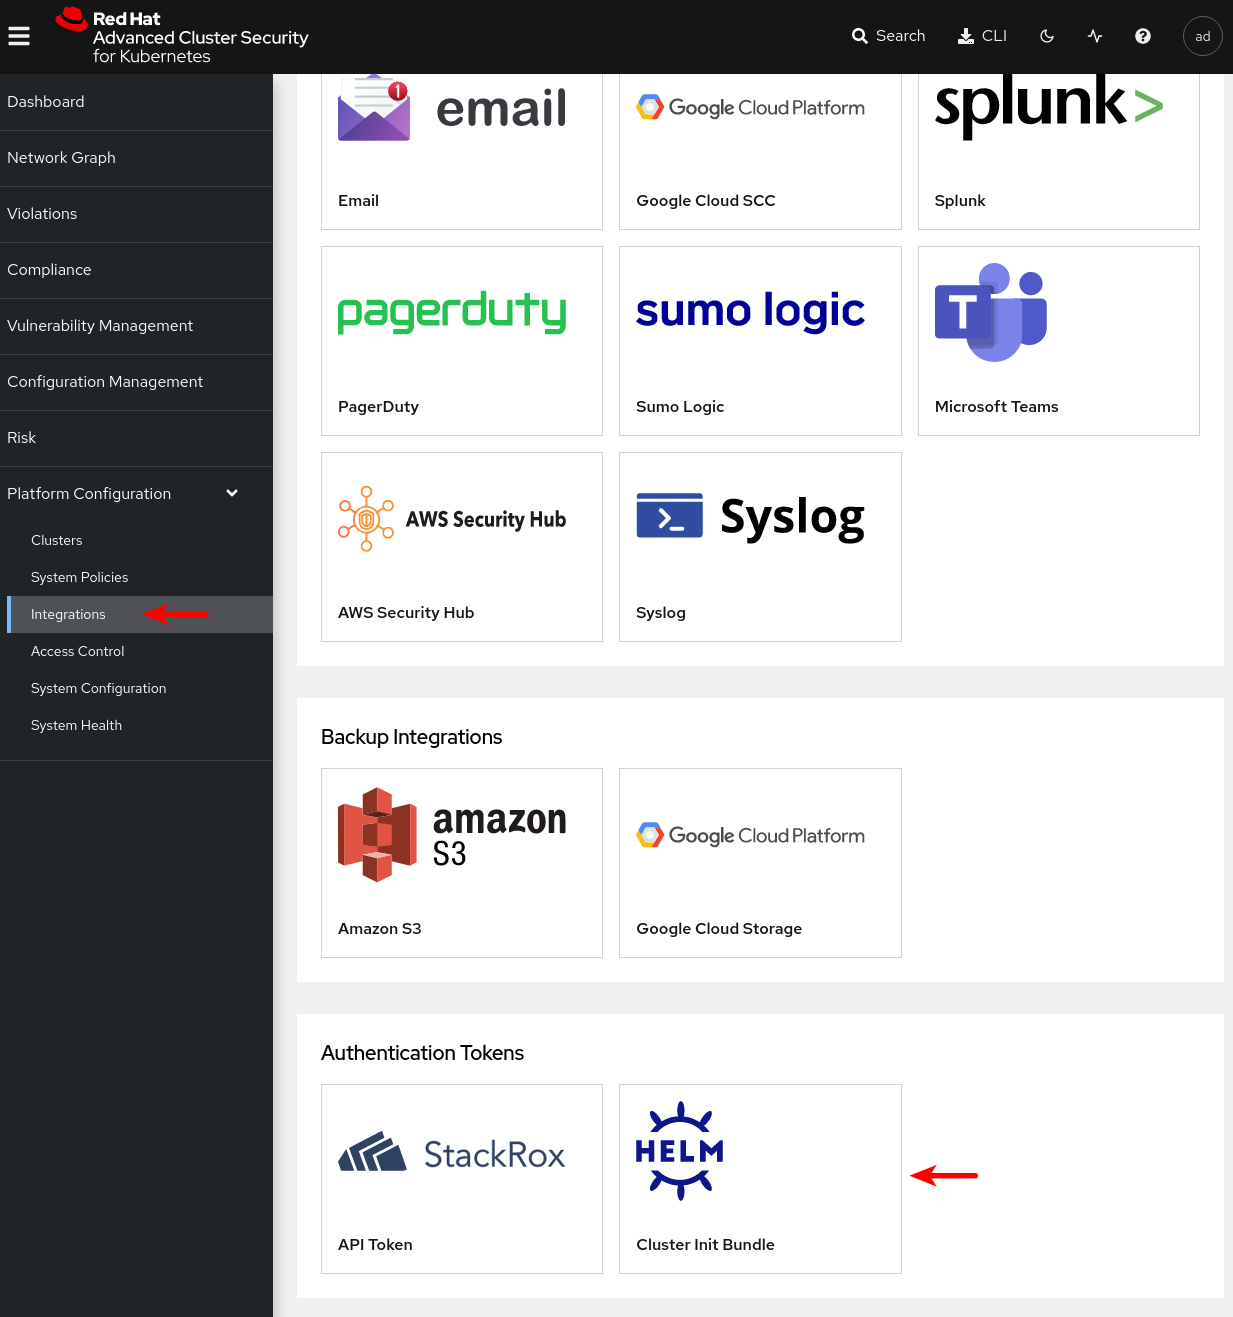 Red Hat
Advanced Cluster Security
for Kubernetes
Search
CLI
ad
Dashboard
Network Graph
Violations
Compliance
Vulnerability Management
Configuration Management
Risk
Platform Configuration
Clusters
System Policies
Integrations
Access Control
System Configuration
System Health
1
email
Email
Google Cloud Platform
Google Cloud SCC
splunk>
Splunk
pagerduty
PagerDuty
sumo logic
Sumo Logic
T
Microsoft Teams
AWS Security Hub
AWS Security Hub
Syslog
Syslog
Backup Integrations
amazon
S3
Amazon S3
Google Cloud Platform
Google Cloud Storage
Authentication Tokens
StackRox
API Token
HELM
Cluster Init Bundle